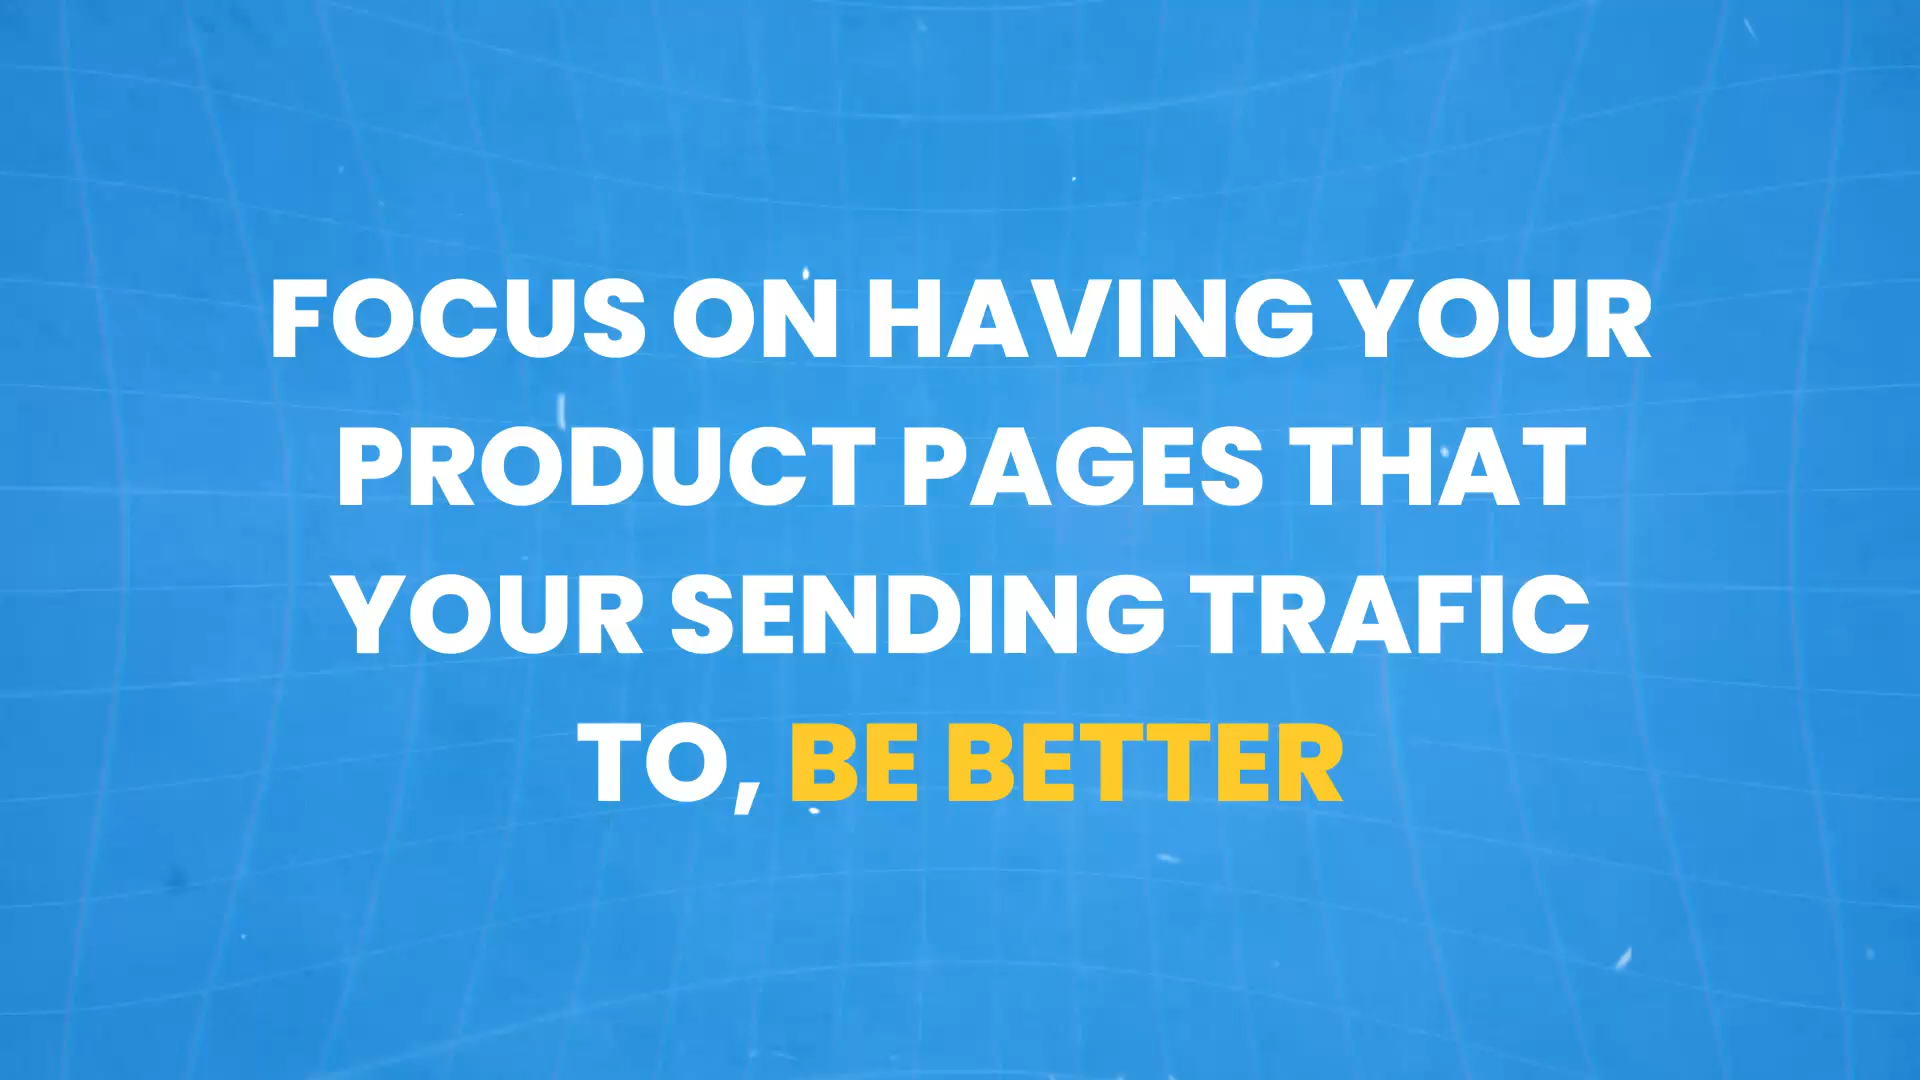 FOCUS ON HAVING YOUR
PRODUCT PAGES THAT
YOUR SENDING TRAFIC
TO, BE BETTER